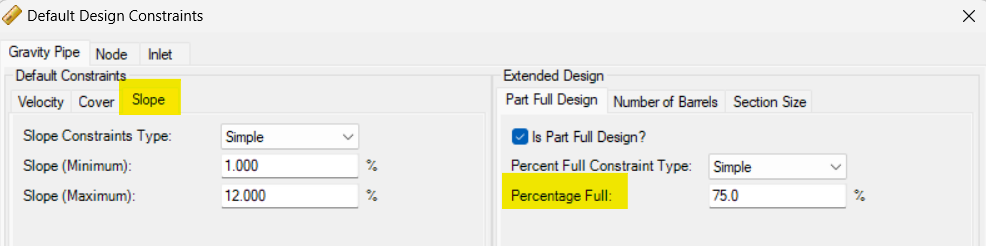 Default Design Constraints
Gravity Pipe Node Inlet
Default Constraints
Velocity Cover Slope
Slope Constraints Type: Simple
Slope (Minimum): 1.000 %
Slope (Maximum): 12.000 %
Extended Design
Part Full Design Number of Barrels Section Size
Is Part Full Design?
Percent Full Constraint Type: Simple
Percentage Full: 75.0 %